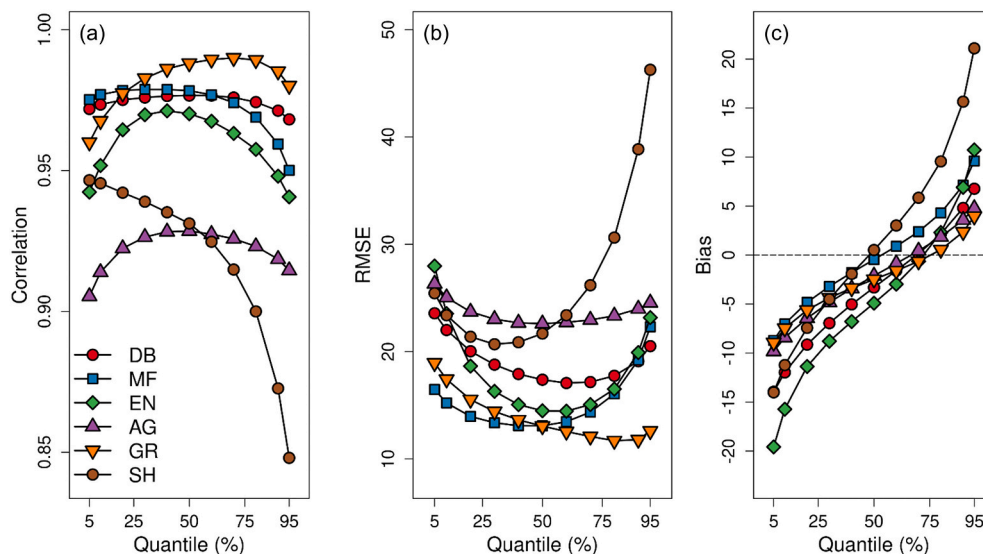 (a)
Correlation
1.00
0.95
0.90
0.85
DB
MF
EN
AG
GR
SH
5 25 50 75 95
Quantile (%)
(b)
RMSE
50
40
30
20
10
5 25 50 75 95
Quantile (%)
(c)
Bias
20
15
10
5
0
-5
-10
-15
-20
5 25 50 75 95
Quantile (%)